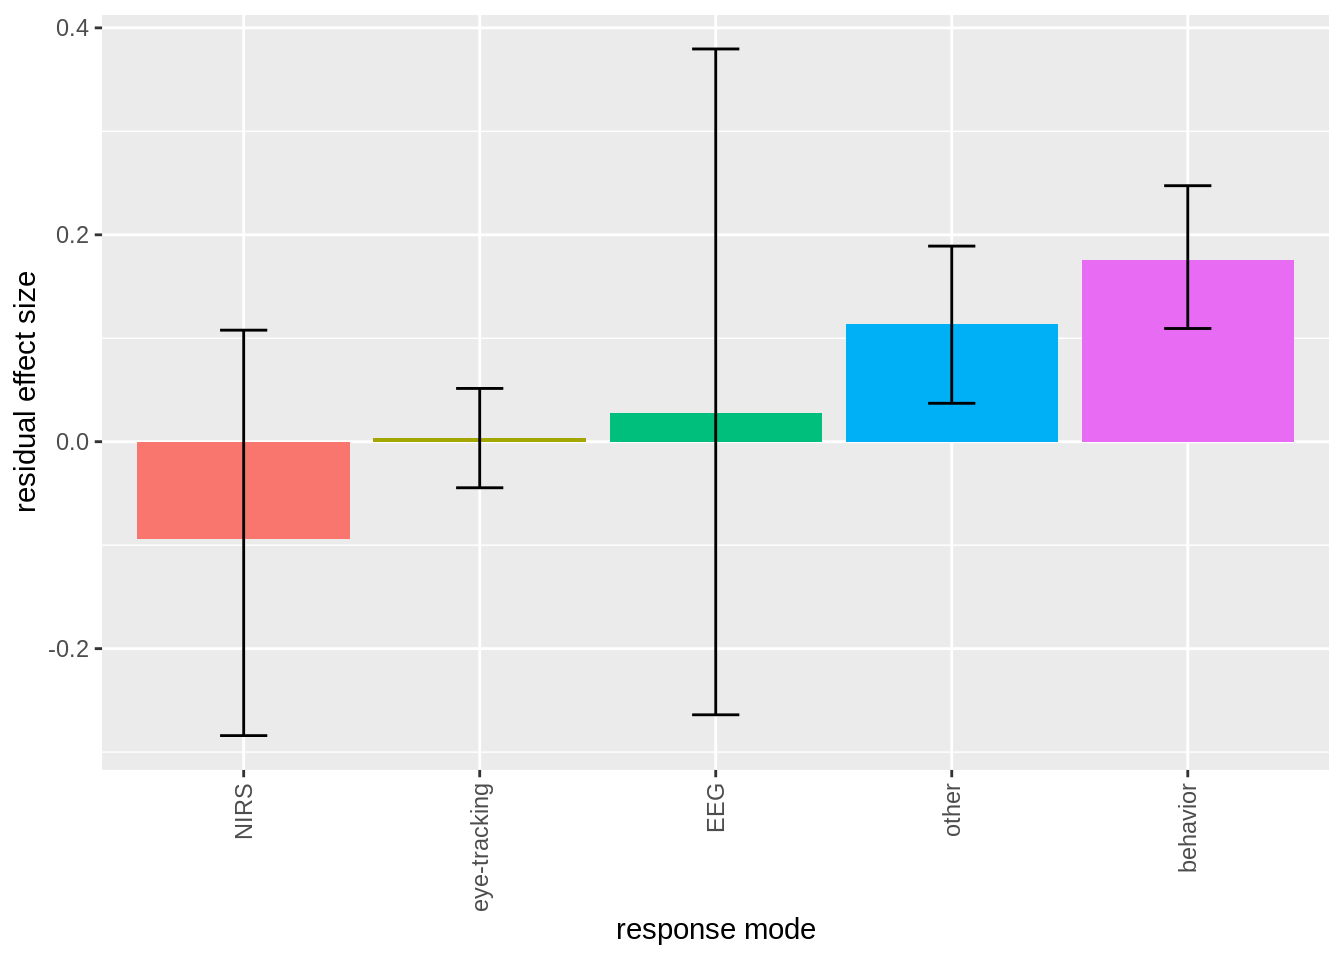 0.4
0.2
0.0
-0.2
residual effect size
NIRS
eye-tracking
EEG
other
behavior
response mode